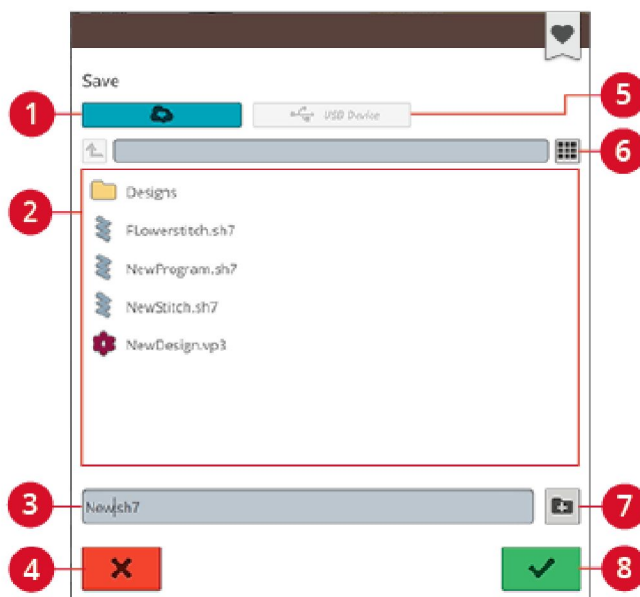 Save
1
USB Device
5
6
2
Designs
FLowerstitch.sh7
NewProgram.sh7
NewStitch.sh7
NewDesign.vp3
3
New.sh7
7
4
8